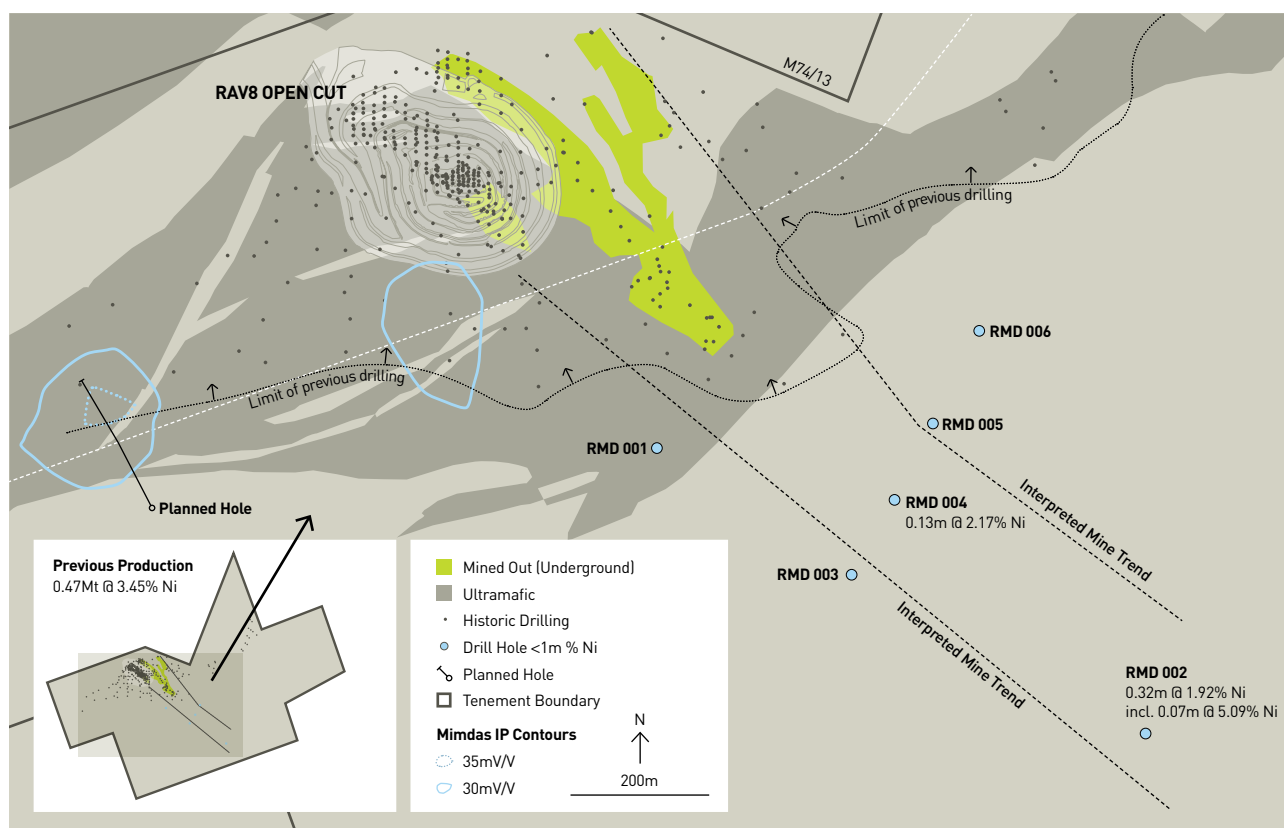 M74/13
RAV8 OPEN CUT
Limit of previous drilling
RMD 006
Limit of previous drilling
RMD 005
RMD 001
Interpreted Mine Trend
RMD 004
0.13m @ 2.17% Ni
Planned Hole
RMD 003
Interpreted Mine Trend
RMD 002
0.32m @ 1.92% Ni
incl. 0.07m @ 5.09% Ni
Previous Production
0.47Mt @ 3.45% Ni
Mined Out (Underground)
Ultramafic
Historic Drilling
Drill Hole <1m % Ni
Planned Hole
Tenement Boundary
Mimdas IP Contours
35mV/V
30mV/V
N
200m